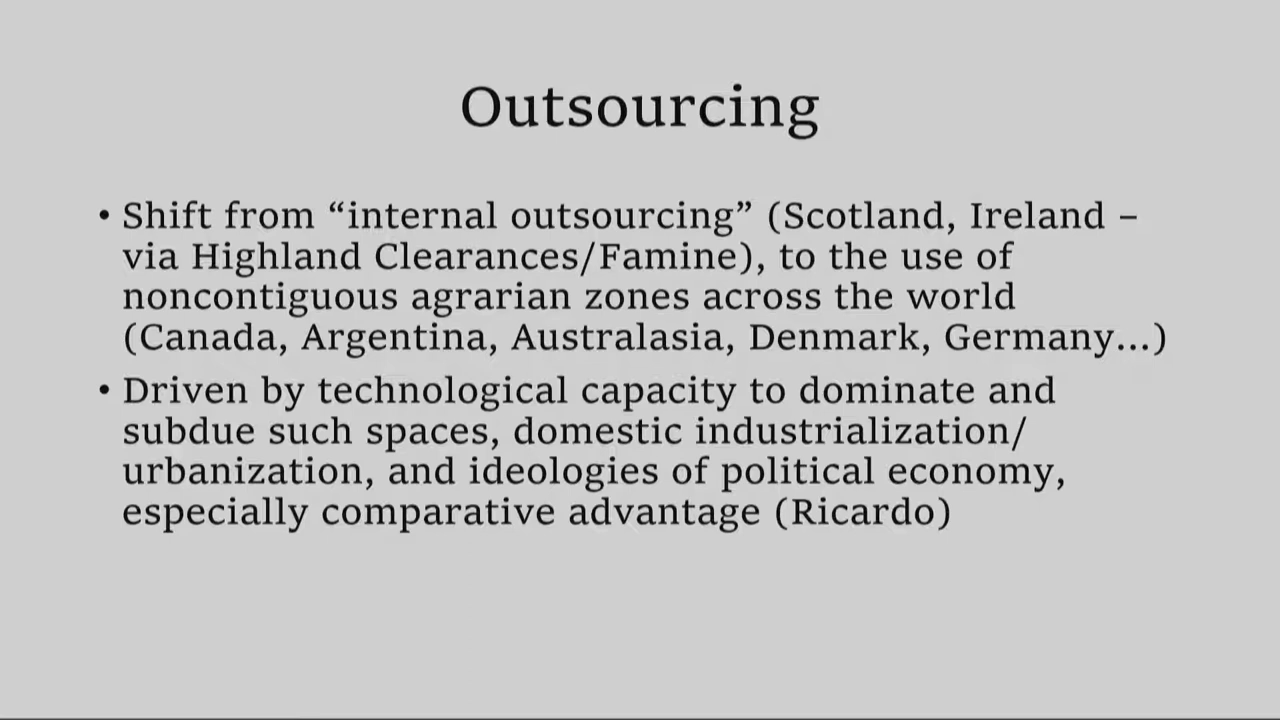 Outsourcing
• Shift from “internal outsourcing” (Scotland, Ireland –
via Highland Clearances/Famine), to the use of
noncontiguous agrarian zones across the world
(Canada, Argentina, Australasia, Denmark, Germany…)
• Driven by technological capacity to dominate and
subdue such spaces, domestic industrialization/
urbanization, and ideologies of political economy,
especially comparative advantage (Ricardo)